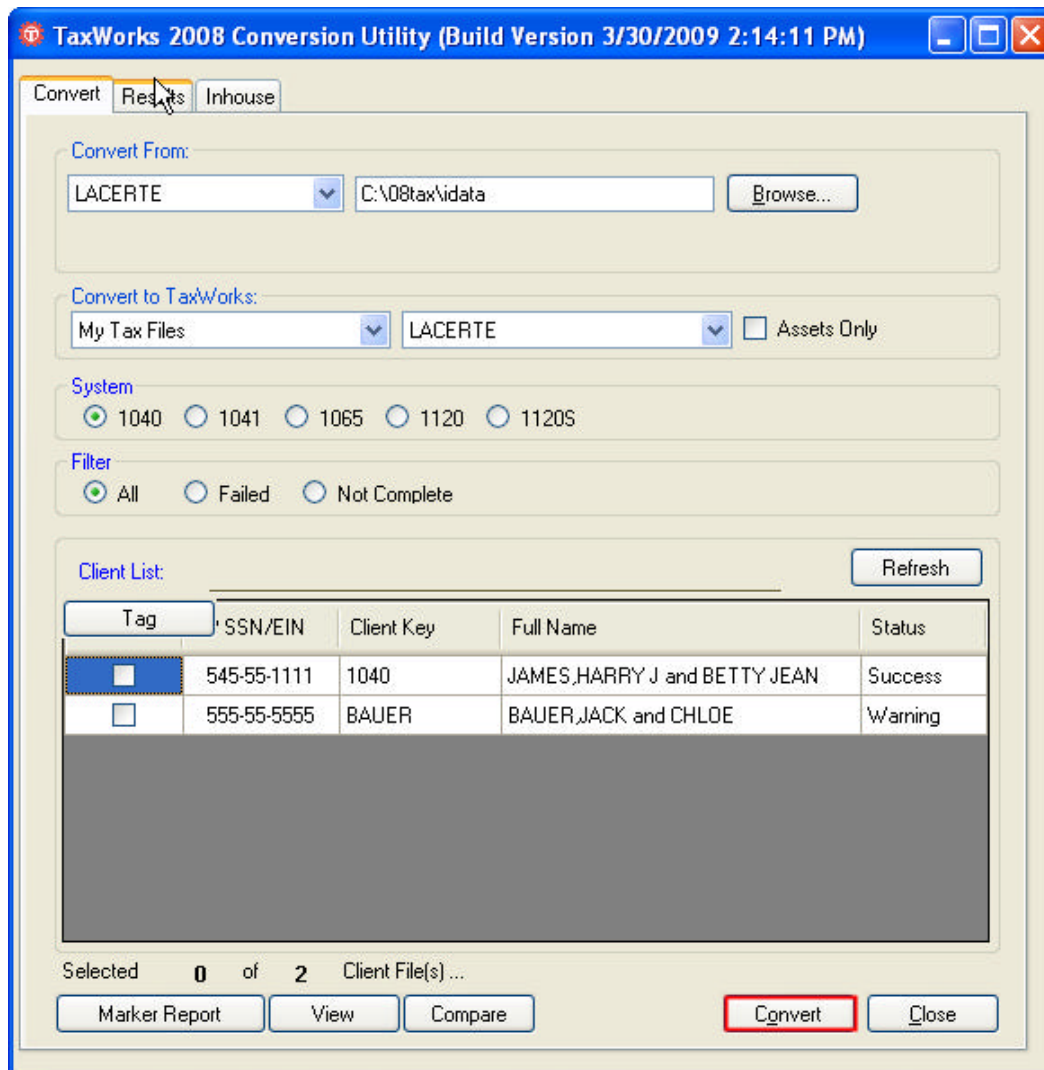 TaxWorks 2008 Conversion Utility (Build Version 3/30/2009 2:14:11 PM)
Convert Results Inhouse
Convert From:
LACERTE C:\08tax\idata Browse...
Convert to TaxWorks:
My Tax Files LACERTE Assets Only
System
1040 1041 1065 1120 1120S
Filter
All Failed Not Complete
Client List: Refresh
Tag SSN/EIN Client Key Full Name Status
545-55-1111 1040 JAMES,HARRY J and BETTY JEAN Success
555-55-5555 BAUER BAUER,JACK and CHLOE Warning
Selected 0 of 2 Client File(s) ...
Marker Report View Compare Convert Close